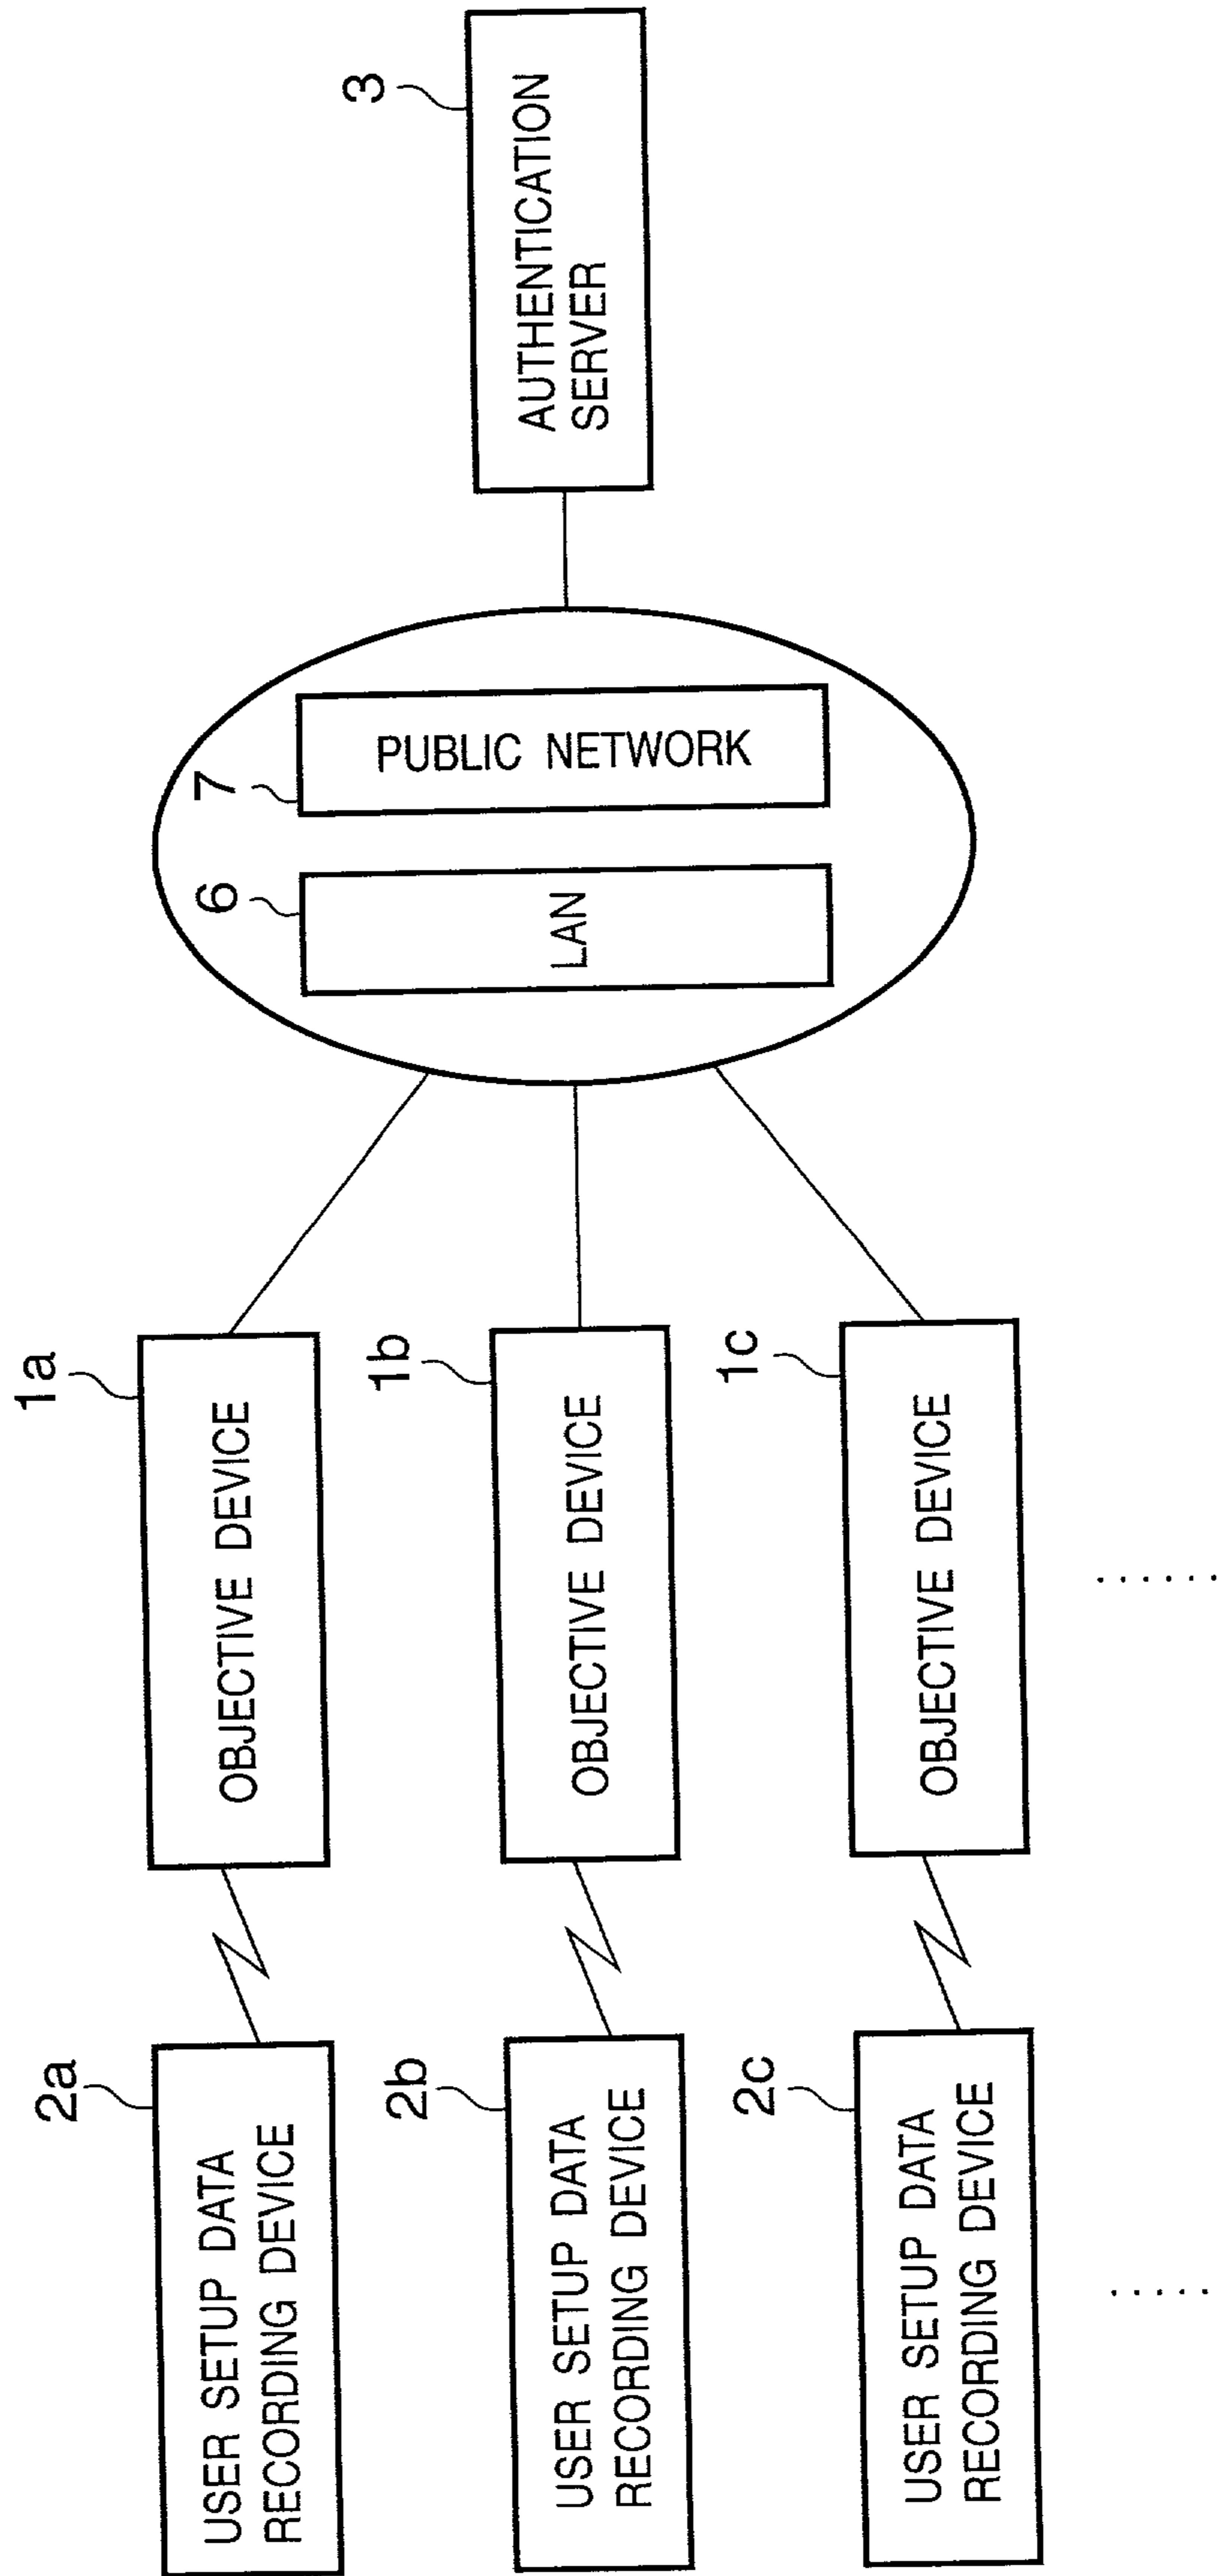 2a
USER SETUP DATA
RECORDING DEVICE
1a
OBJECTIVE DEVICE
2b
USER SETUP DATA
RECORDING DEVICE
1b
OBJECTIVE DEVICE
2c
USER SETUP DATA
RECORDING DEVICE
1c
OBJECTIVE DEVICE
6
LAN
7
PUBLIC NETWORK
3
AUTHENTICATION
SERVER